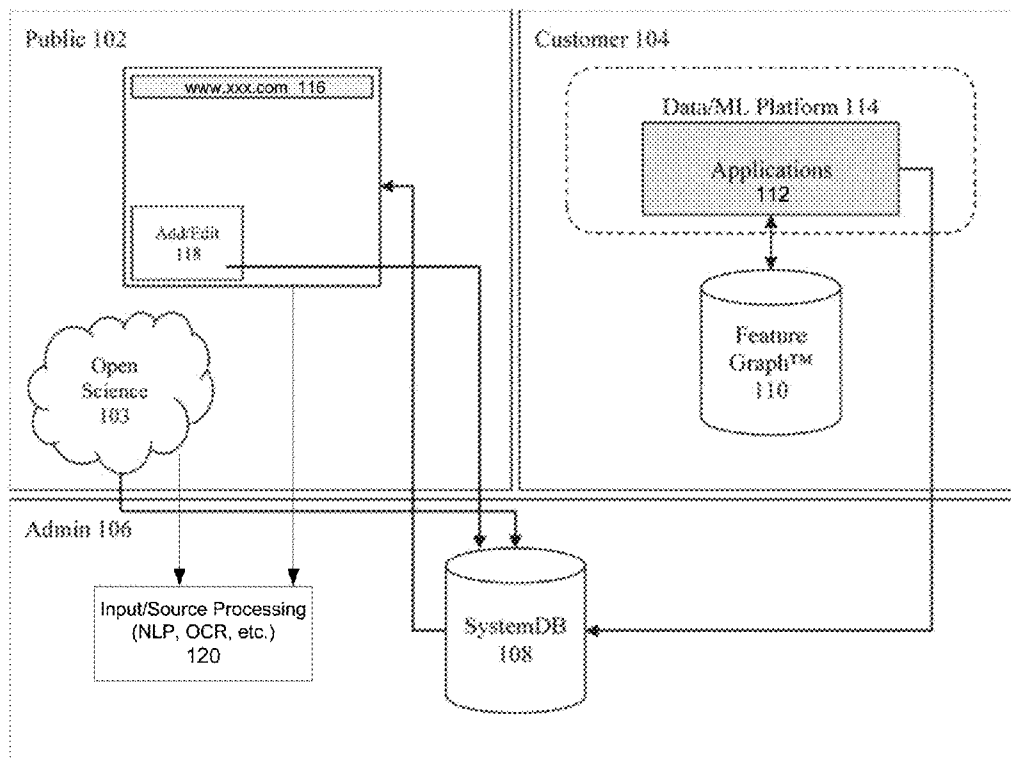 Public 102
www.xxx.com 116
Add/Edit
118
Open
Science
103
Customer 104
Data/ML Platform 114
Applications
112
Feature
Graph™
110
Admin 106
Input/Source Processing
(NLP, OCR, etc.)
120
SystemDB
108